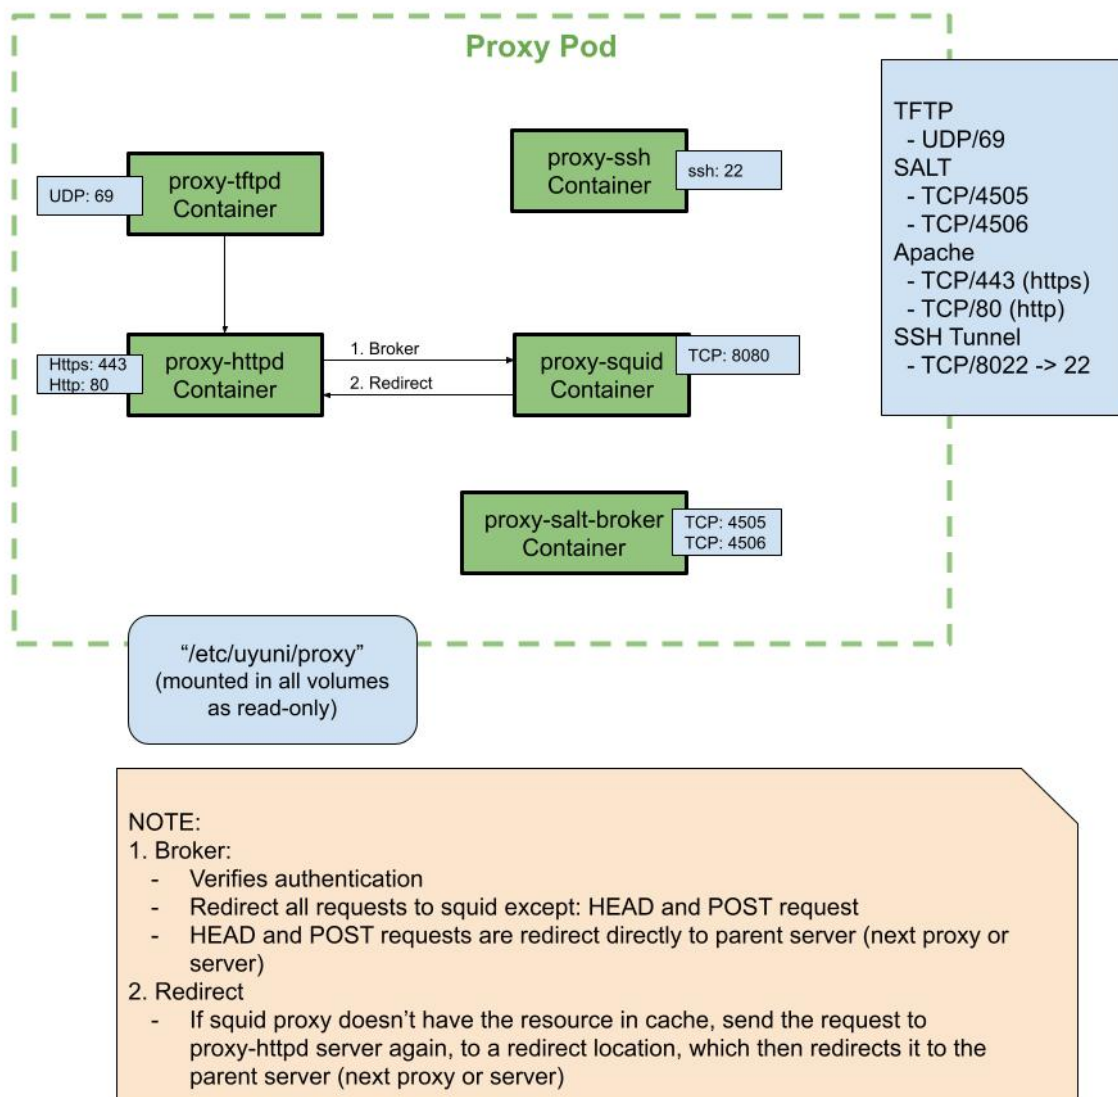 Proxy Pod
TFTP
- UDP/69
SALT
- TCP/4505
- TCP/4506
Apache
- TCP/443 (https)
- TCP/80 (http)
SSH Tunnel
- TCP/8022 -> 22
proxy-tftpd
Container
UDP: 69
proxy-ssh
Container
ssh: 22
proxy-httpd
Container
Https: 443
Http: 80
1. Broker
2. Redirect
proxy-squid
Container
TCP: 8080
proxy-salt-broker
Container
TCP: 4505
TCP: 4506
“/etc/uyuni/proxy”
(mounted in all volumes
as read-only)
NOTE:
1. Broker:
- Verifies authentication
- Redirect all requests to squid except: HEAD and POST request
- HEAD and POST requests are redirect directly to parent server (next proxy or
server)
2. Redirect
- If squid proxy doesn’t have the resource in cache, send the request to
proxy-httpd server again, to a redirect location, which then redirects it to the
parent server (next proxy or server)